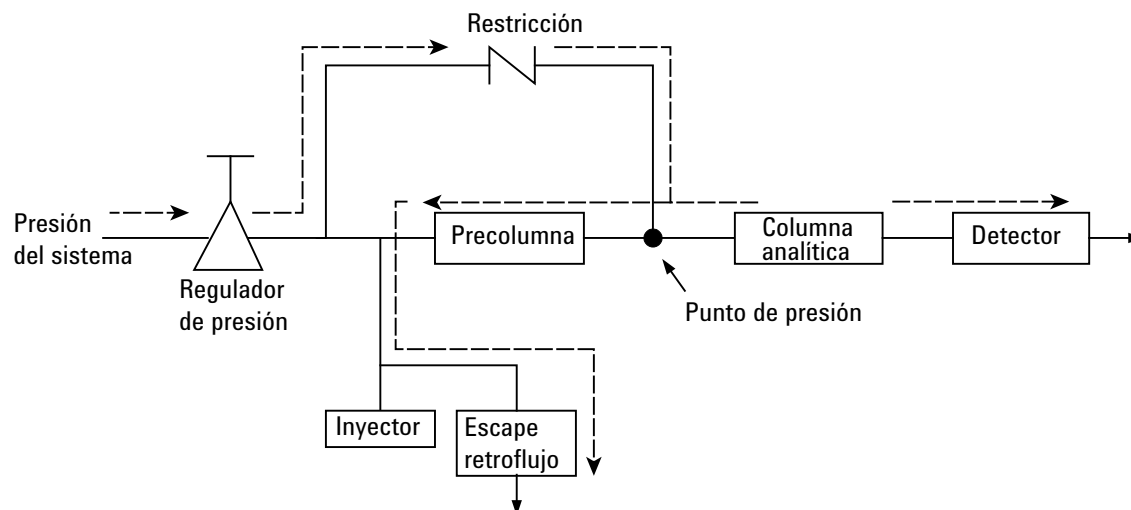 Restricción
Presión
del sistema
Regulador
de presión
Precolumna
Columna
analítica
Detector
Punto de presión
Inyector
Escape
retroflujo